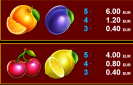 5 - 6.00 EUR
4 - 1.20 EUR
3 - 0.40 EUR
5 - 4.00 EUR
4 - 0.80 EUR
3 - 0.40 EUR